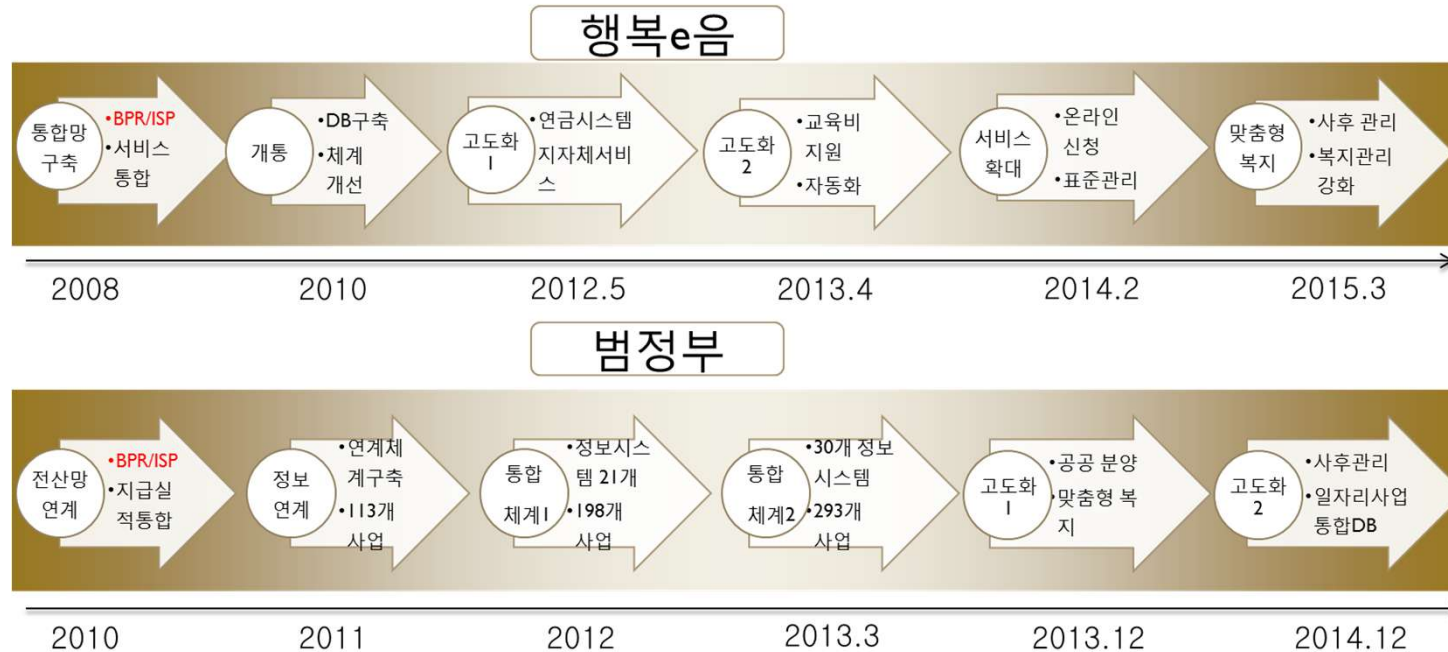 행복e음
통합망
구축
•BPR/ISP
•서비스
통합
개통
•DB구축
•체계
개선
고도화
1
•연금시스템
지자체서비
스
고도화
2
•교육비
지원
•자동화
서비스
확대
•온라인
신청
•표준관리
맞춤형
복지
•사후 관리
•복지관리
강화
2008
2010
2012.5
2013.4
2014.2
2015.3
범정부
전산망
연계
•BPR/ISP
•지급실
적통합
정보
연계
•연계체
계구축
•113개
사업
통합
체계1
•정보시스
템 21개
•198개
사업
통합
체계2
•30개 정보
시스템
•293개
사업
고도화
1
•공공 분양
•맞춤형 복
지
고도화
2
•사후관리
•일자리사업
통합DB
2010
2011
2012
2013.3
2013.12
2014.12